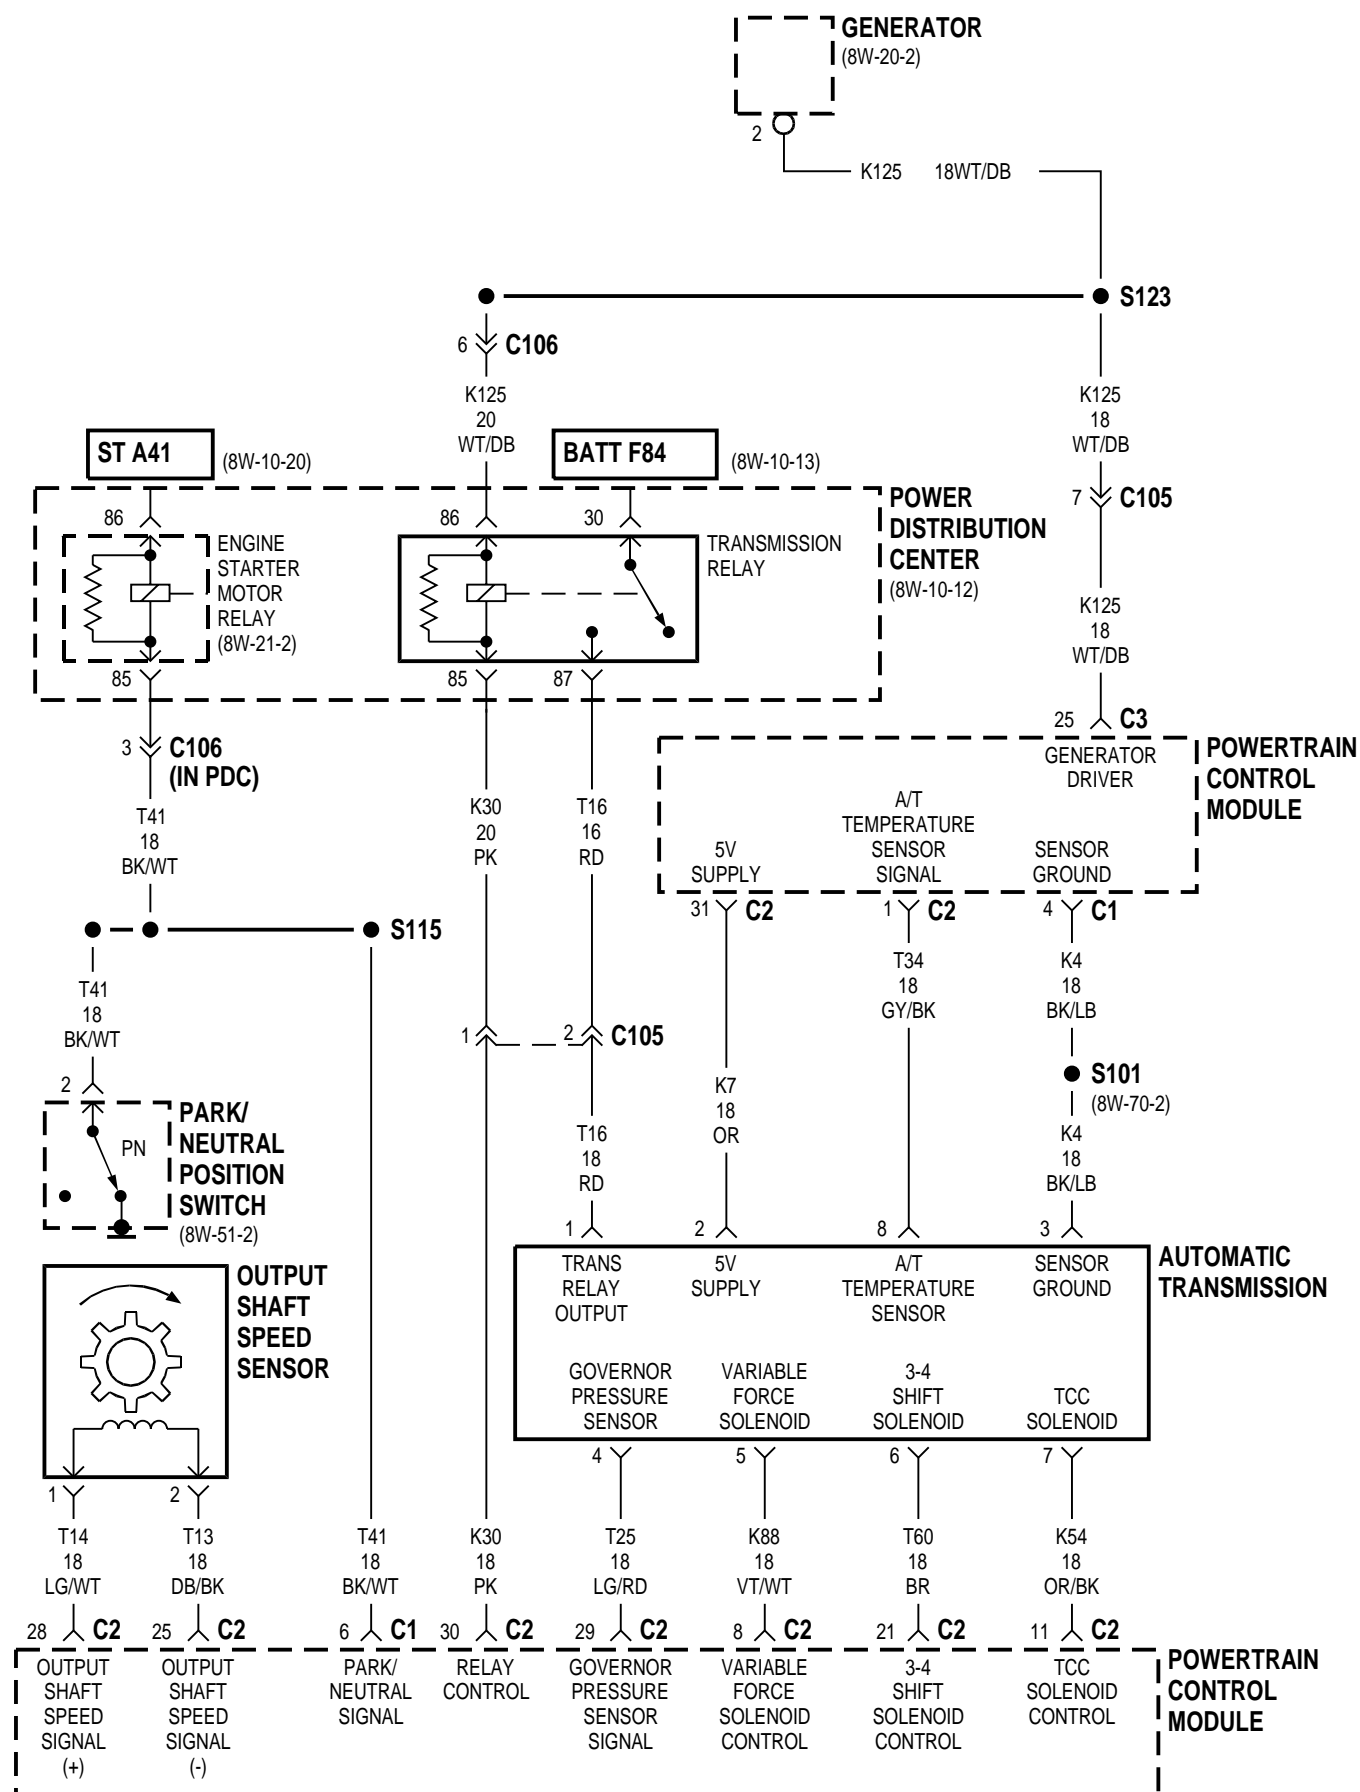 GENERATOR
(8W-20-2)
2
K125 18WT/DB
S123
6 C106
K125
20
WT/DB
K125
18
WT/DB
ST A41 (8W-10-20)
BATT F84 (8W-10-13)
7 C105
POWER
DISTRIBUTION
CENTER
(8W-10-12)
86
86
30
ENGINE
STARTER
MOTOR
RELAY
(8W-21-2)
TRANSMISSION
RELAY
K125
18
WT/DB
85
85
87
25 C3
3 C106
(IN PDC)
POWERTRAIN
CONTROL
MODULE
GENERATOR
DRIVER
T41
18
BK/WT
K30
20
PK
T16
16
RD
5V
SUPPLY
A/T
TEMPERATURE
SENSOR
SIGNAL
SENSOR
GROUND
31 C2
1 C2
4 C1
S115
T41
18
BK/WT
T34
18
GY/BK
K4
18
BK/LB
1
2 C105
S101
(8W-70-2)
2
K7
18
OR
PARK/
NEUTRAL
POSITION
SWITCH
(8W-51-2)
PN
T16
18
RD
K4
18
BK/LB
1
2
8
3
AUTOMATIC
TRANSMISSION
TRANS
RELAY
OUTPUT
5V
SUPPLY
A/T
TEMPERATURE
SENSOR
SENSOR
GROUND
OUTPUT
SHAFT
SPEED
SENSOR
GOVERNOR
PRESSURE
SENSOR
VARIABLE
FORCE
SOLENOID
3-4
SHIFT
SOLENOID
TCC
SOLENOID
4
5
6
7
1
2
T14
18
LG/WT
T13
18
DB/BK
T41
18
BK/WT
K30
18
PK
T25
18
LG/RD
K88
18
VT/WT
T60
18
BR
K54
18
OR/BK
28 C2
25 C2
6 C1
30 C2
29 C2
8 C2
21 C2
11 C2
OUTPUT
SHAFT
SPEED
SIGNAL
(+)
OUTPUT
SHAFT
SPEED
SIGNAL
(-)
PARK/
NEUTRAL
SIGNAL
RELAY
CONTROL
GOVERNOR
PRESSURE
SENSOR
SIGNAL
VARIABLE
FORCE
SOLENOID
CONTROL
3-4
SHIFT
SOLENOID
CONTROL
TCC
SOLENOID
CONTROL
POWERTRAIN
CONTROL
MODULE